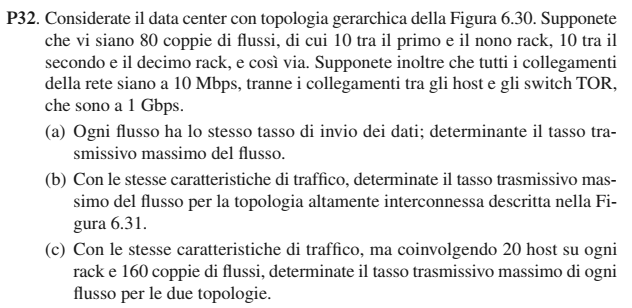 P32. Considerate il data center con topologia gerarchica della Figura 6.30. Supponete
che vi siano 80 coppie di flussi, di cui 10 tra il primo e il nono rack, 10 tra il
secondo e il decimo rack, e così via. Supponete inoltre che tutti i collegamenti
della rete siano a 10 Mbps, tranne i collegamenti tra gli host e gli switch TOR,
che sono a 1 Gbps.
(a) Ogni flusso ha lo stesso tasso di invio dei dati; determinante il tasso tra-
smissivo massimo del flusso.
(b) Con le stesse caratteristiche di traffico, determinate il tasso trasmissivo mas-
simo del flusso per la topologia altamente interconnessa descritta nella Fi-
gura 6.31.
(c) Con le stesse caratteristiche di traffico, ma coinvolgendo 20 host su ogni
rack e 160 coppie di flussi, determinate il tasso trasmissivo massimo di ogni
flusso per le due topologie.